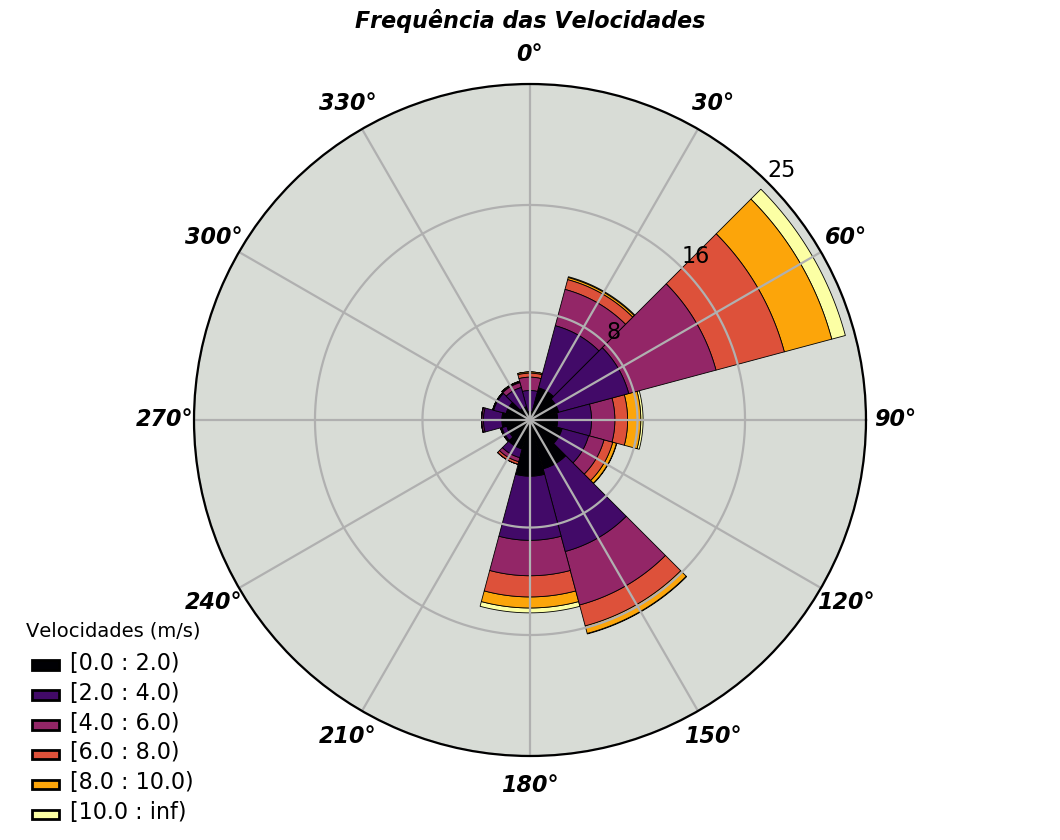 Frequência das Velocidades
0°
330°
30°
25
300°
60°
16
8
270°
90°
240°
120°
210°
150°
180°
Velocidades (m/s)
[0.0 : 2.0)
[2.0 : 4.0)
[4.0 : 6.0)
[6.0 : 8.0)
[8.0 : 10.0)
[10.0 : inf)